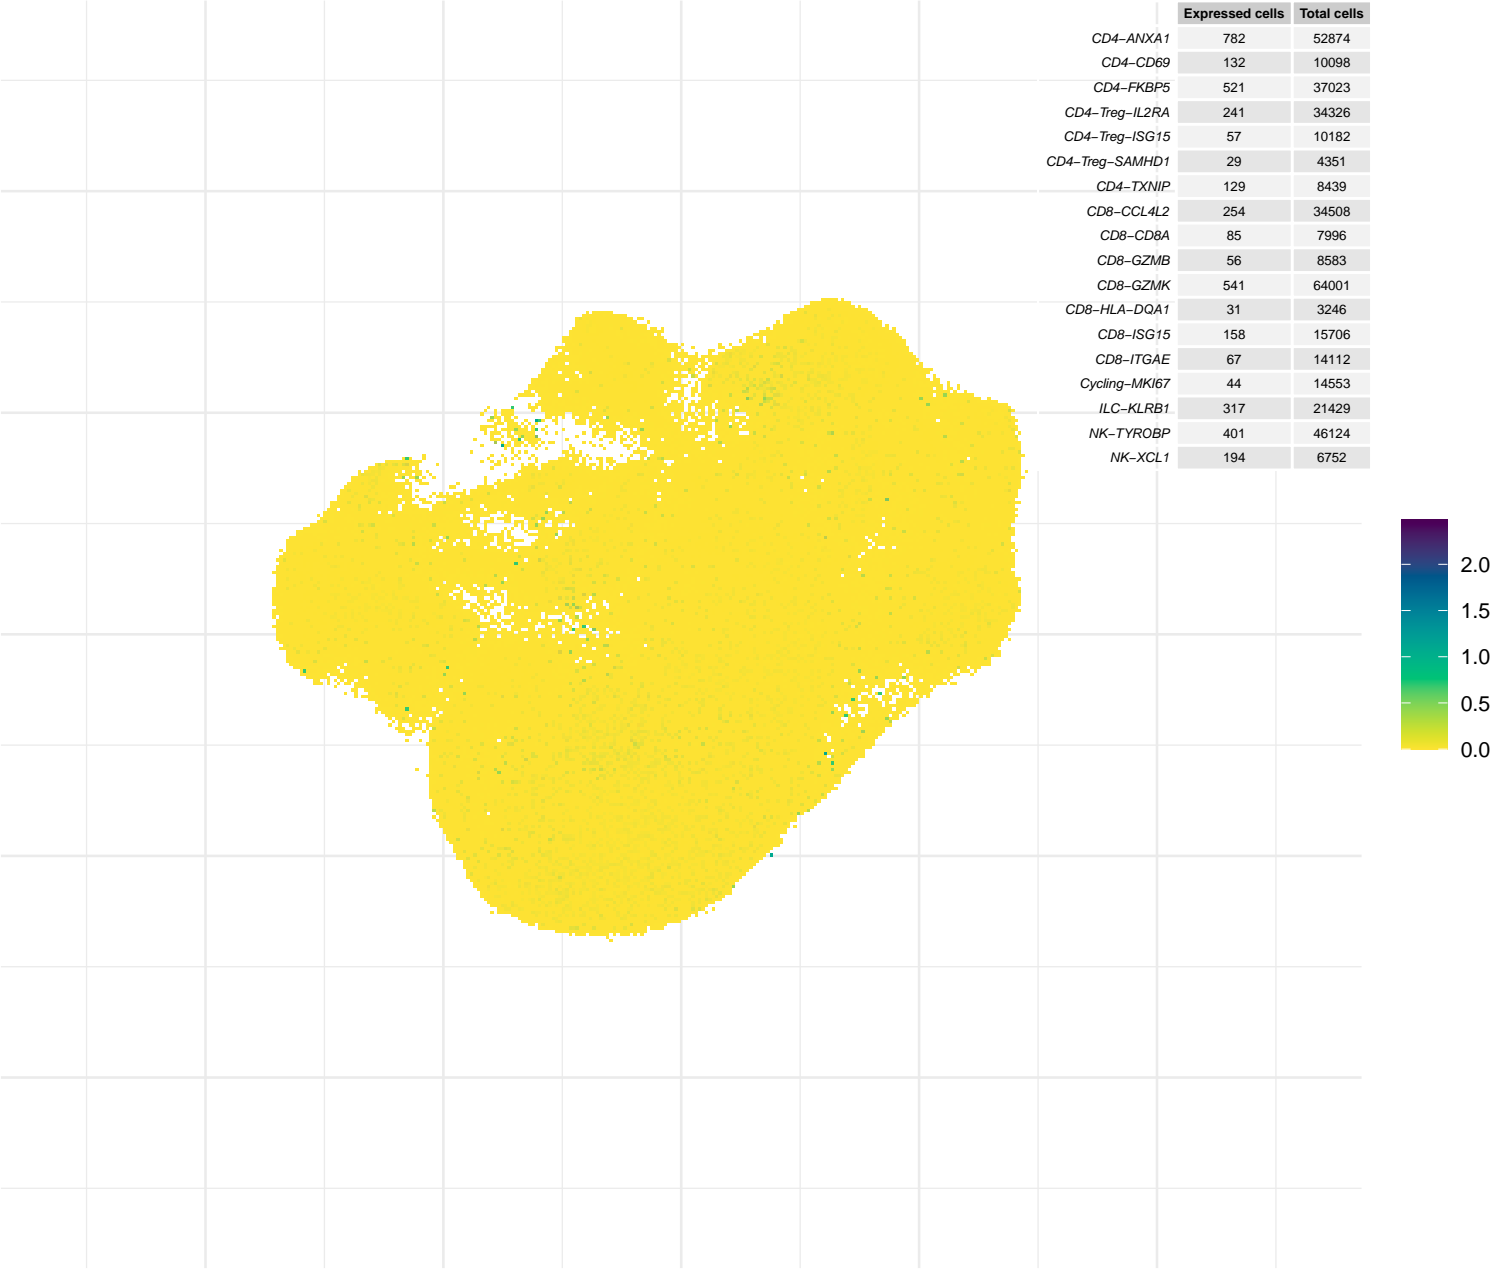 Expressed cells Total cells
CD4−ANXA1 782 52874
CD4−CD69 132 10098
CD4−FKBP5 521 37023
CD4−Treg−IL2RA 241 34326
CD4−Treg−ISG15 57 10182
CD4−Treg−SAMHD1 29 4351
CD4−TXNIP 129 8439
CD8−CCL4L2 254 34508
CD8−CD8A 85 7996
CD8−GZMB 56 8583
CD8−GZMK 541 64001
CD8−HLA−DQA1 31 3246
CD8−ISG15 158 15706
CD8−ITGAE 67 14112
Cycling−MKI67 44 14553
ILC−KLRB1 317 21429
NK−TYROBP 401 46124
NK−XCL1 194 6752
2.0
1.5
1.0
0.5
0.0